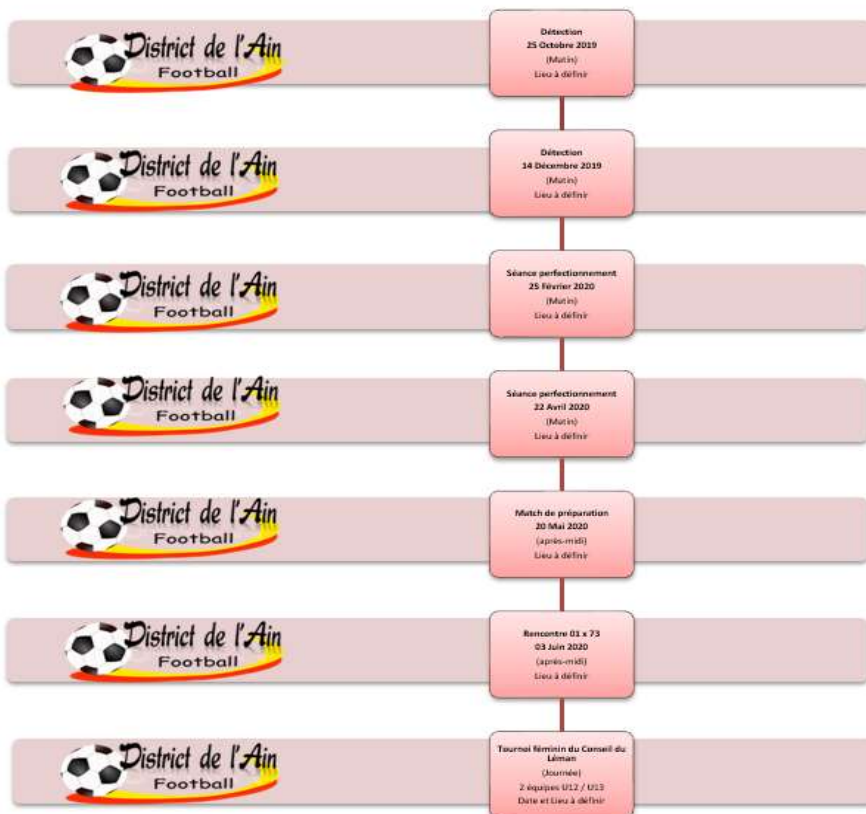 District de l'Ain
Football
Détection
25 Octobre 2019
(Matin)
Lieu à définir
District de l'Ain
Football
Détection
14 Décembre 2019
(Matin)
Lieu à définir
District de l'Ain
Football
Séance perfectionnement
25 Février 2020
(Matin)
Lieu à définir
District de l'Ain
Football
Séance perfectionnement
22 Avril 2020
(Matin)
Lieu à définir
District de l'Ain
Football
Match de préparation
20 Mai 2020
(après-midi)
Lieu à définir
District de l'Ain
Football
Rencontre 01 x 73
03 Juin 2020
(après-midi)
Lieu à définir
District de l'Ain
Football
Tournoi féminin du Conseil du
Léman
(Journée)
2 équipes U12 / U13
Date et Lieu à définir